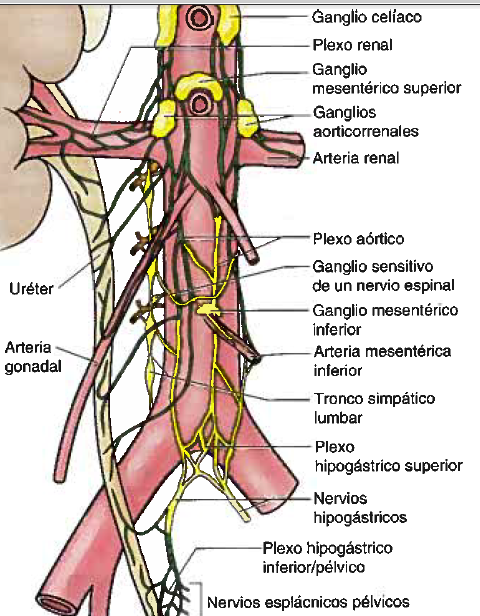 Ganglio celíaco
Plexo renal
Ganglio
mesentérico superior
Ganglios
aorticorrenales
Arteria renal
Plexo aórtico
Ganglio sensitivo
de un nervio espinal
Uréter
Ganglio mesentérico
inferior
Arteria
gonadal
Arteria mesentérica
inferior
Tronco simpático
lumbar
Plexo
hipogástrico superior
Nervios
hipogástricos
Plexo hipogástrico
inferior/pélvico
Nervios esplácnicos pélvicos